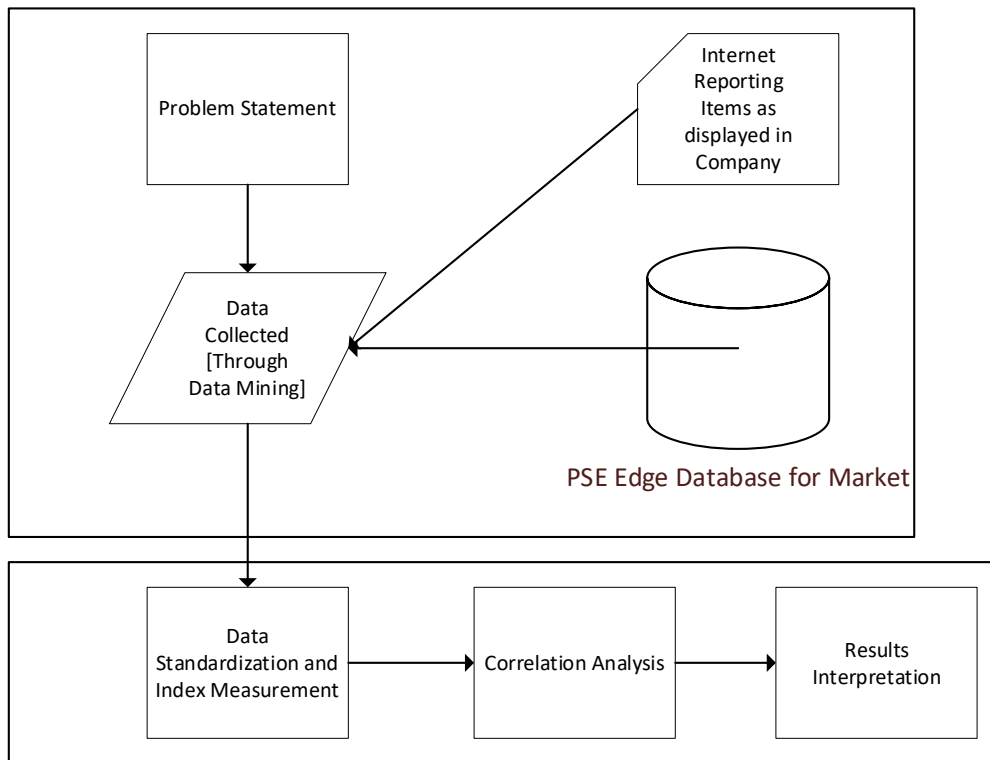 Problem Statement
Internet
Reporting
Items as
displayed in
Company
Data
Collected
[Through
Data Mining]
PSE Edge Database for Market
Data
Standardization and
Index Measurement
Correlation Analysis
Results
Interpretation